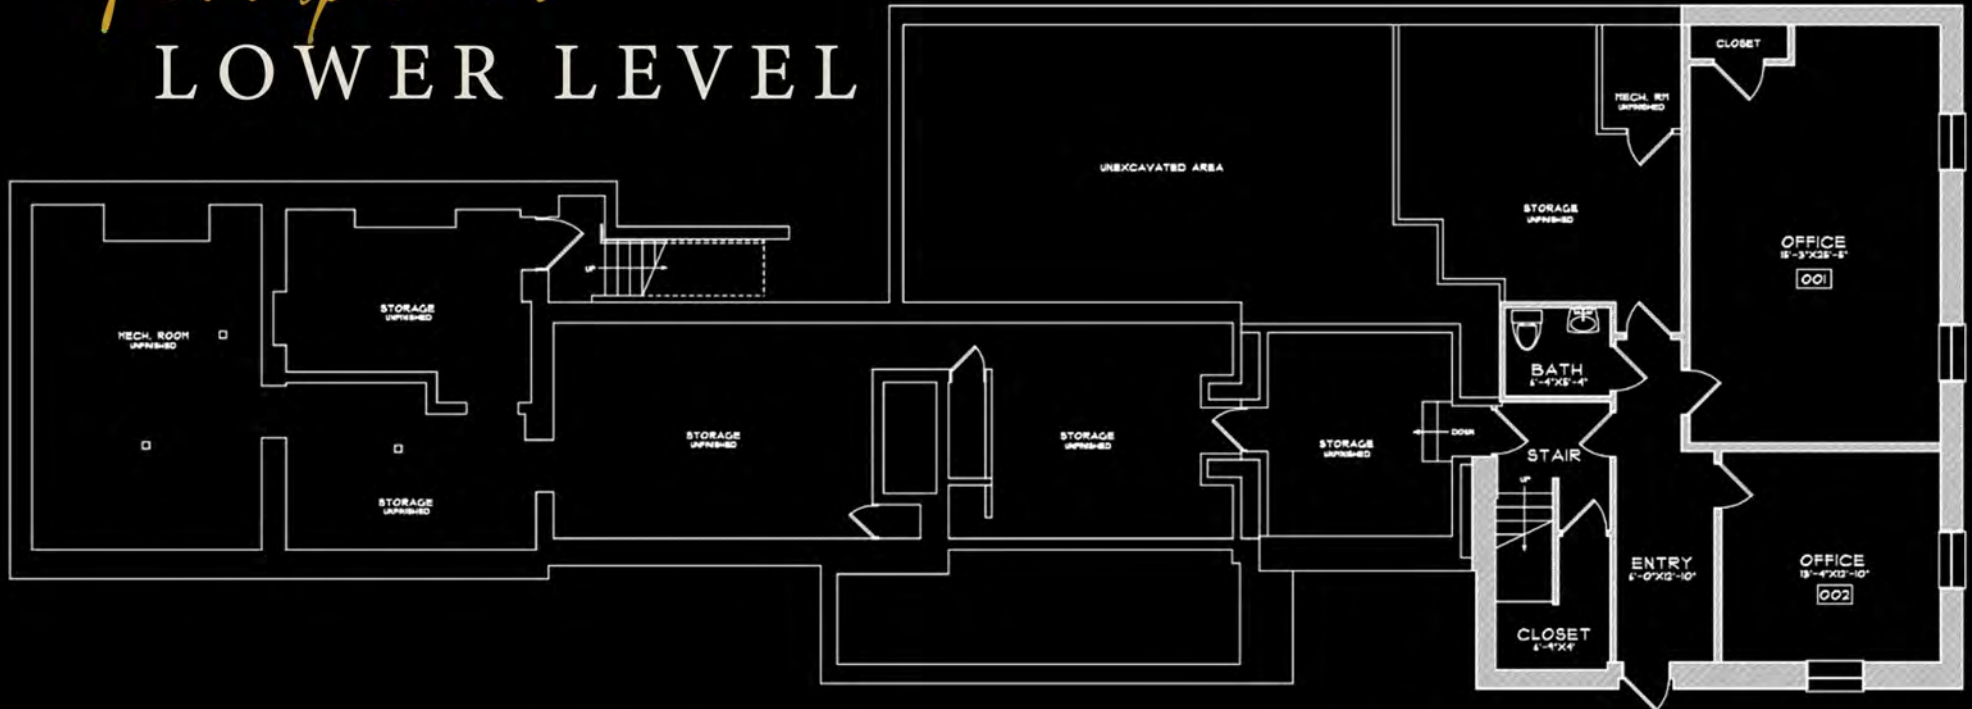 LOWER LEVEL
CLOSET
MECH. RM
UNFINISHED
UNEXCAVATED AREA
STORAGE
UNFINISHED
OFFICE
15'-3"X25'-5"
001
UP
STORAGE
UNFINISHED
MECH. ROOM
UNFINISHED
BATH
6'-4"X5'-4"
STORAGE
UNFINISHED
STORAGE
UNFINISHED
STORAGE
UNFINISHED
DOWN
STAIR
UP
STORAGE
UNFINISHED
ENTRY
6'-0"X12'-10"
OFFICE
13'-4"X12'-10"
002
CLOSET
6'-9"X4'